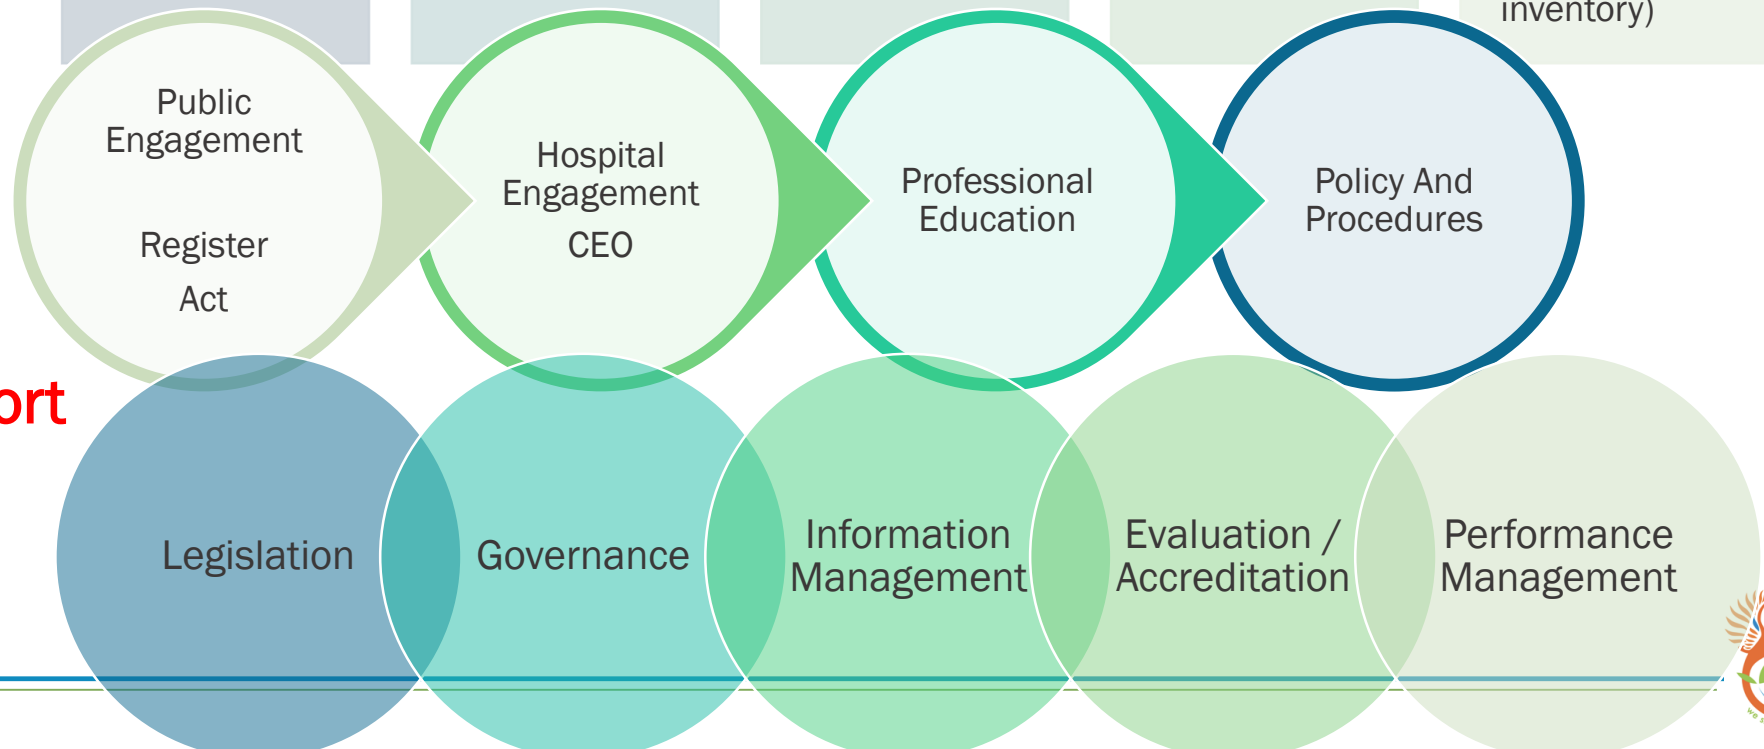 inventory)
Public
Engagement
Register
Act
Hospital
Engagement
CEO
Professional
Education
Policy And
Procedures
Legislation
Governance
Information
Management
Evaluation /
Accreditation
Performance
Management